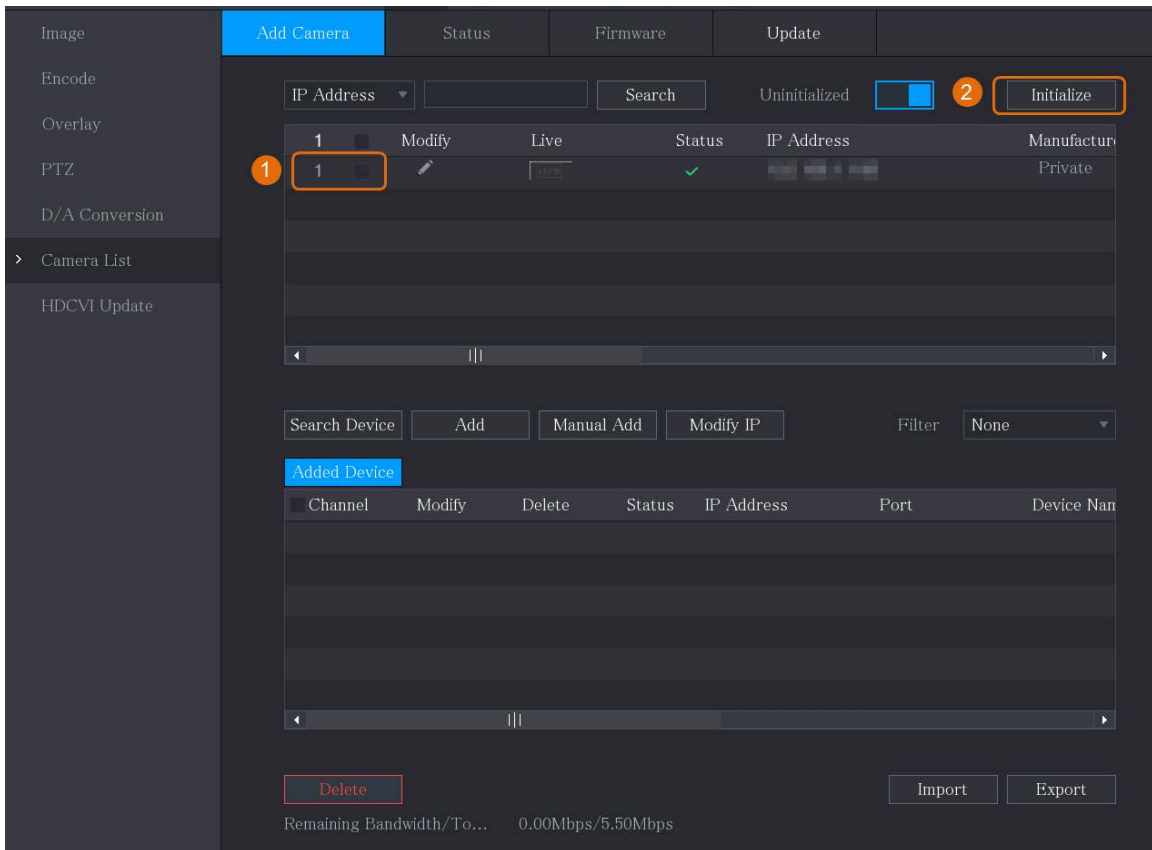 Image
Encode
Overlay
PTZ
D/A Conversion
Camera List
HDCVI Update
Add Camera Status Firmware Update
IP Address Search Uninitialized 2 Initialize
1 Modify Live Status IP Address Manufactur
1 1 Private
Search Device Add Manual Add Modify IP Filter None
Added Device
Channel Modify Delete Status IP Address Port Device Nam
Delete Import Export
Remaining Bandwidth/To... 0.00Mbps/5.50Mbps